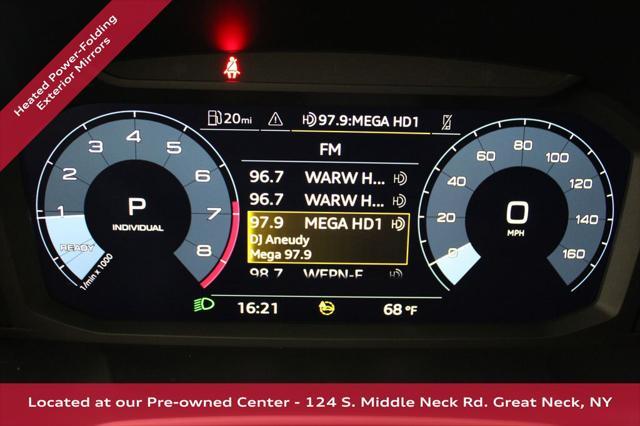 Heated Power-Folding
Exterior Mirrors
20mi
97.9:MEGA HD1
FM
96.7 WARW H...
96.7 WARW H...
97.9 MEGA HD1
DJ Aneudy
Mega 97.9
98.7 WEPN-F
1 2 3 4 5 6 7 8
P
INDIVIDUAL
READY
1/min x 1000
0 20 40 60 80 100 120 140 160
0
MPH
16:21
68 °F
Located at our Pre-owned Center - 124 S. Middle Neck Rd. Great Neck, NY